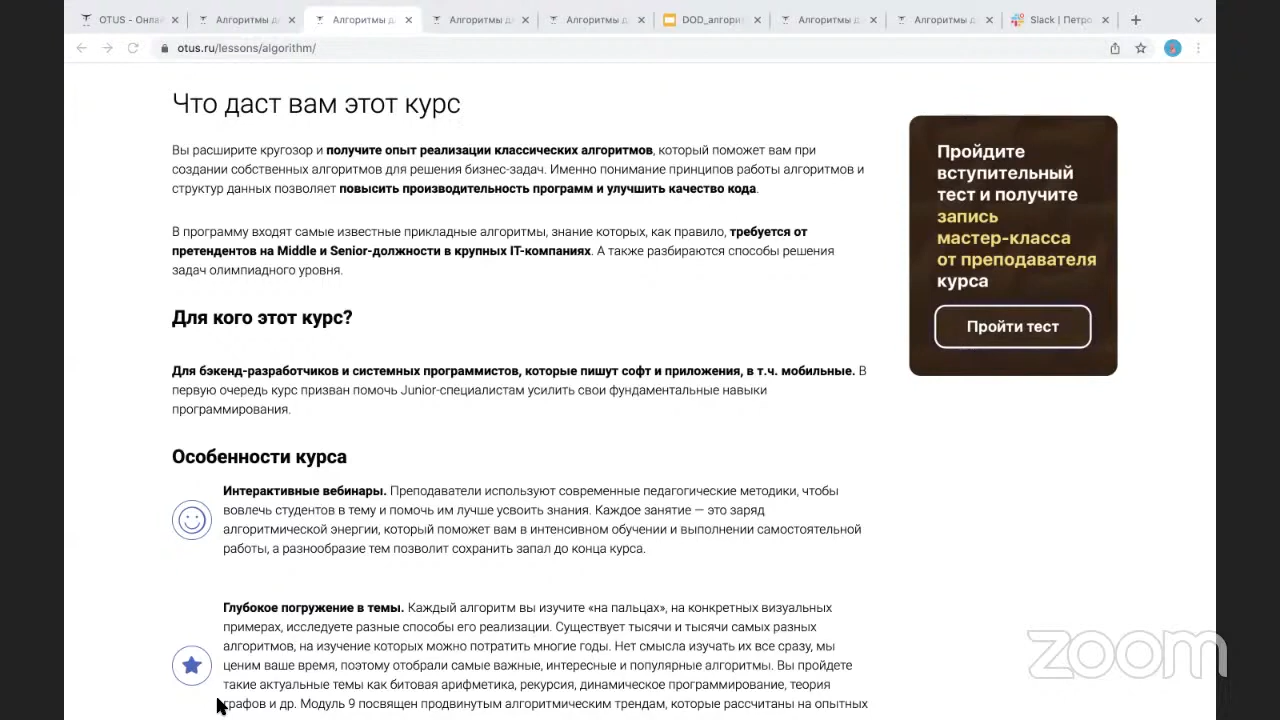 OTUS - Онла
Алгоритмы д
Алгоритмы д
Алгоритмы д
Алгоритмы д
DOD_алгори
Алгоритмы д
Алгоритмы д
Slack | Петро
otus.ru/lessons/algorithm/
Что даст вам этот курс
Вы расширите кругозор и получите опыт реализации классических алгоритмов, который поможет вам при
создании собственных алгоритмов для решения бизнес-задач. Именно понимание принципов работы алгоритмов и
структур данных позволяет повысить производительность программ и улучшить качество кода.
В программу входят самые известные прикладные алгоритмы, знание которых, как правило, требуется от
претендентов на Middle и Senior-должности в крупных IT-компаниях. А также разбираются способы решения
задач олимпиадного уровня.
Для кого этот курс?
Для бэкенд-разработчиков и системных программистов, которые пишут софт и приложения, в т.ч. мобильные. В
первую очередь курс призван помочь Junior-специалистам усилить свои фундаментальные навыки
программирования.
Особенности курса
Интерактивные вебинары. Преподаватели используют современные педагогические методики, чтобы
вовлечь студентов в тему и помочь им лучше усвоить знания. Каждое занятие — это заряд
алгоритмической энергии, который поможет вам в интенсивном обучении и выполнении самостоятельной
работы, а разнообразие тем позволит сохранить запал до конца курса.
Глубокое погружение в темы. Каждый алгоритм вы изучите «на пальцах», на конкретных визуальных
примерах, исследуете разные способы его реализации. Существует тысячи и тысячи самых разных
алгоритмов, на изучение которых можно потратить многие годы. Нет смысла изучать их все сразу, мы
ценим ваше время, поэтому отобрали самые важные, интересные и популярные алгоритмы. Вы пройдете
такие актуальные темы как битовая арифметика, рекурсия, динамическое программирование, теория
графов и др. Модуль 9 посвящен продвинутым алгоритмическим трендам, которые рассчитаны на опытных
Пройдите
вступительный
тест и получите
запись
мастер-класса
от преподавателя
курса
Пройти тест
zoom